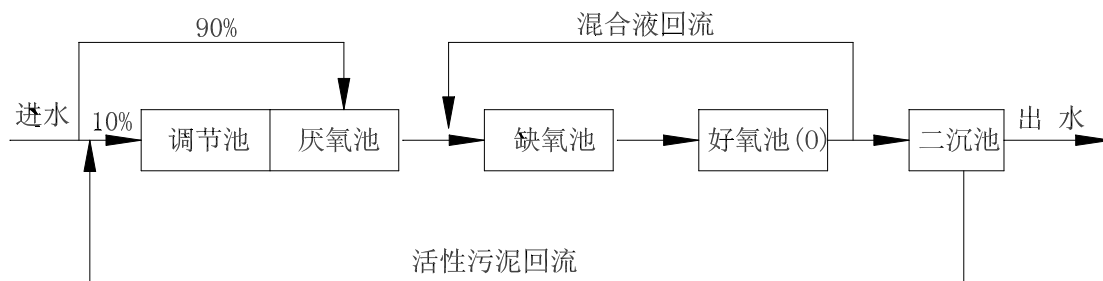 90%
混合液回流
进水
10%
调节池
厌氧池
缺氧池
好氧池(O)
二沉池
出 水
活性污泥回流